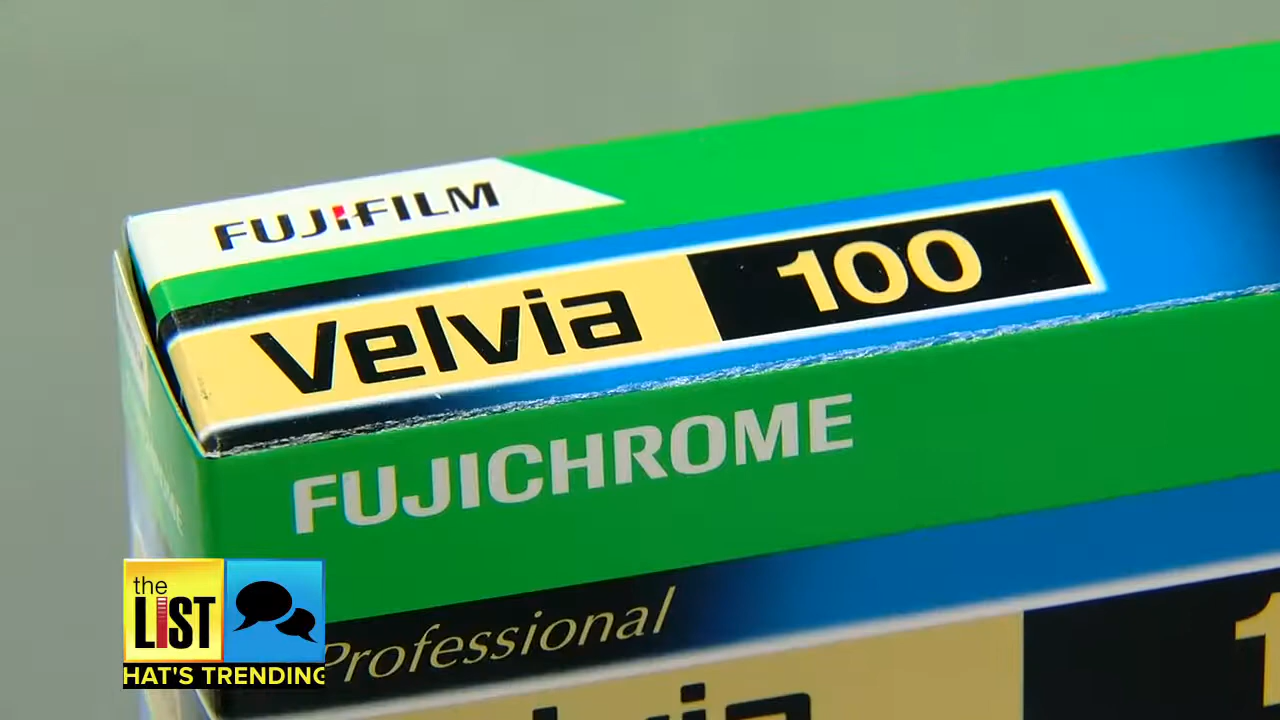 FUJIFILM
Velvia 100
FUJICHROME
Professional
the
LIST
HAT'S TRENDING